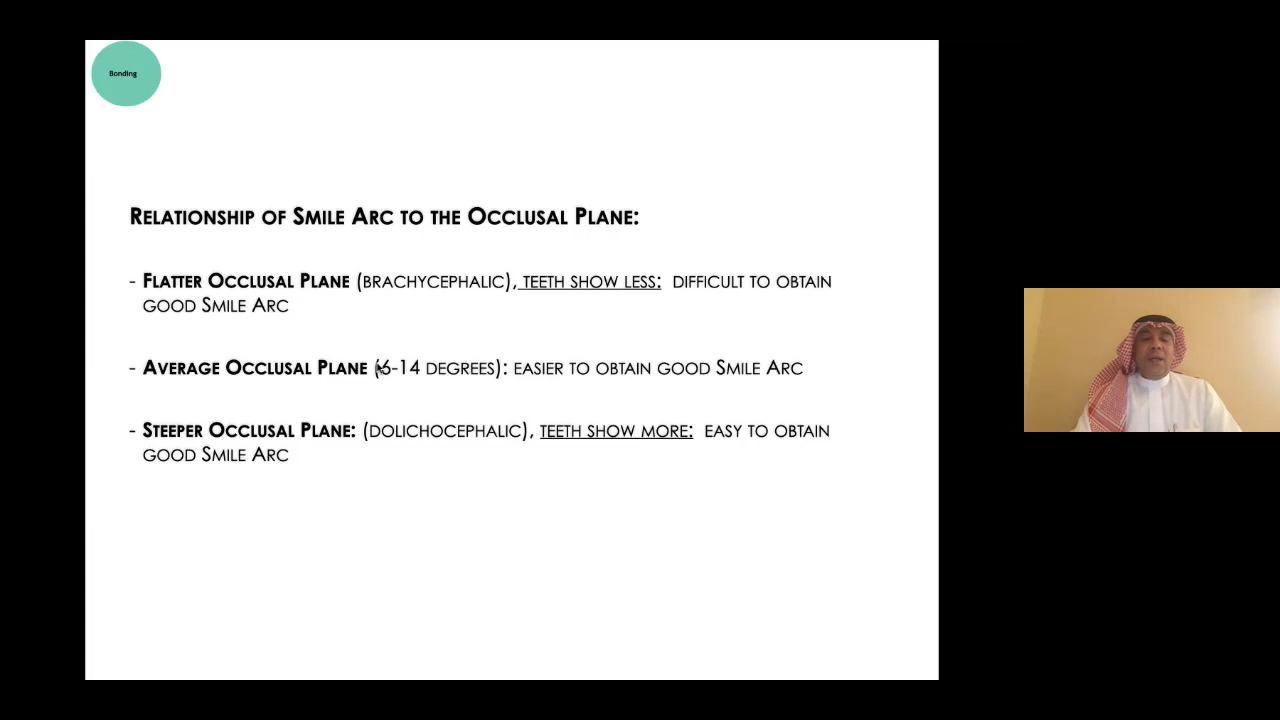 Bonding
Relationship of Smile Arc to the Occlusal Plane:
- Flatter Occlusal Plane (brachycephalic), teeth show less: difficult to obtain
good Smile Arc
- Average Occlusal Plane (6-14 degrees): easier to obtain good Smile Arc
- Steeper Occlusal Plane: (dolichocephalic), teeth show more: easy to obtain
good Smile Arc